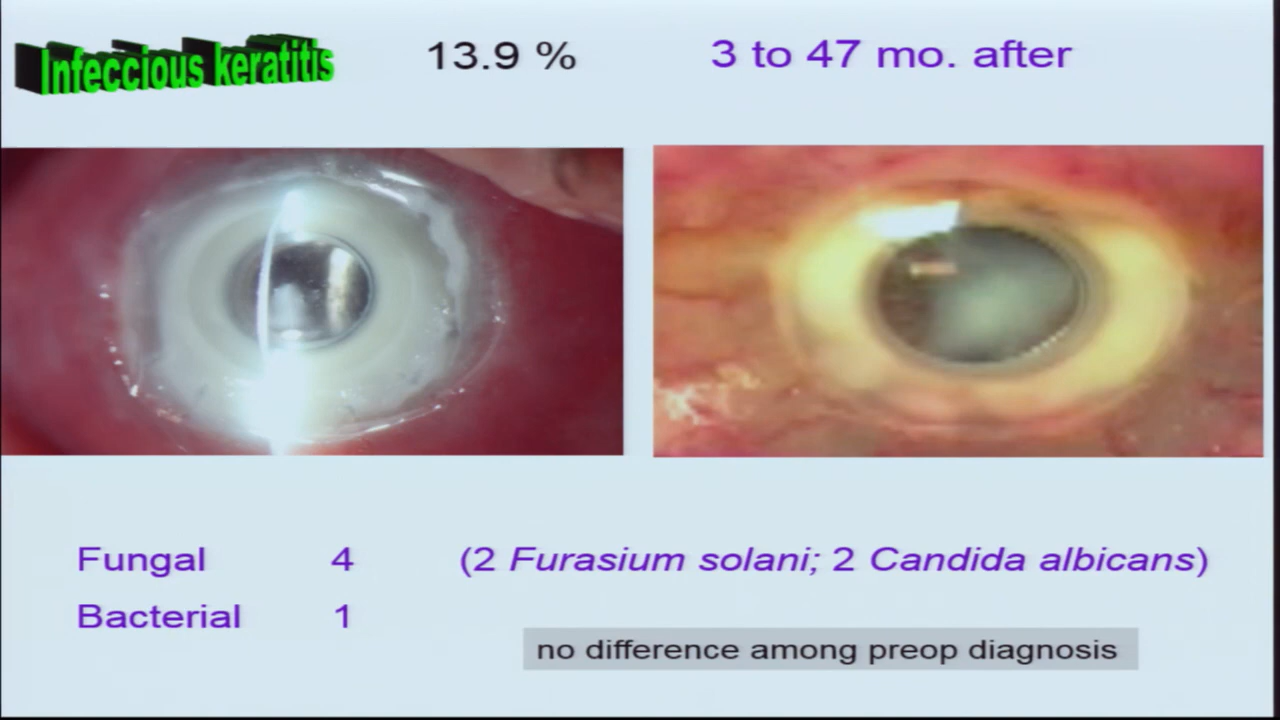 Infeccious keratitis 13.9 % 3 to 47 mo. after
Fungal 4 (2 Furasium solani; 2 Candida albicans)
Bacterial 1
no difference among preop diagnosis